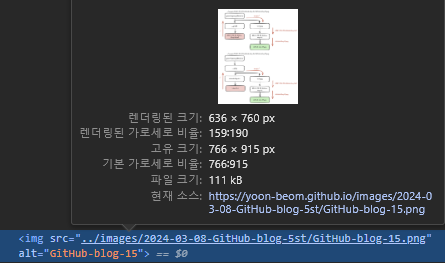 렌더링된 크기: 636 × 760 px
렌더링된 가로세로 비율: 159:190
고유 크기: 766 × 915 px
기본 가로세로 비율: 766:915
파일 크기: 111 kB
현재 소스: https://yoon-beom.github.io/images/2024-
03-08-GitHub-blog-5st/GitHub-blog-15.png
<img src="../images/2024-03-08-GitHub-blog-5st/GitHub-blog-15.png"
alt="GitHub-blog-15"> == $0